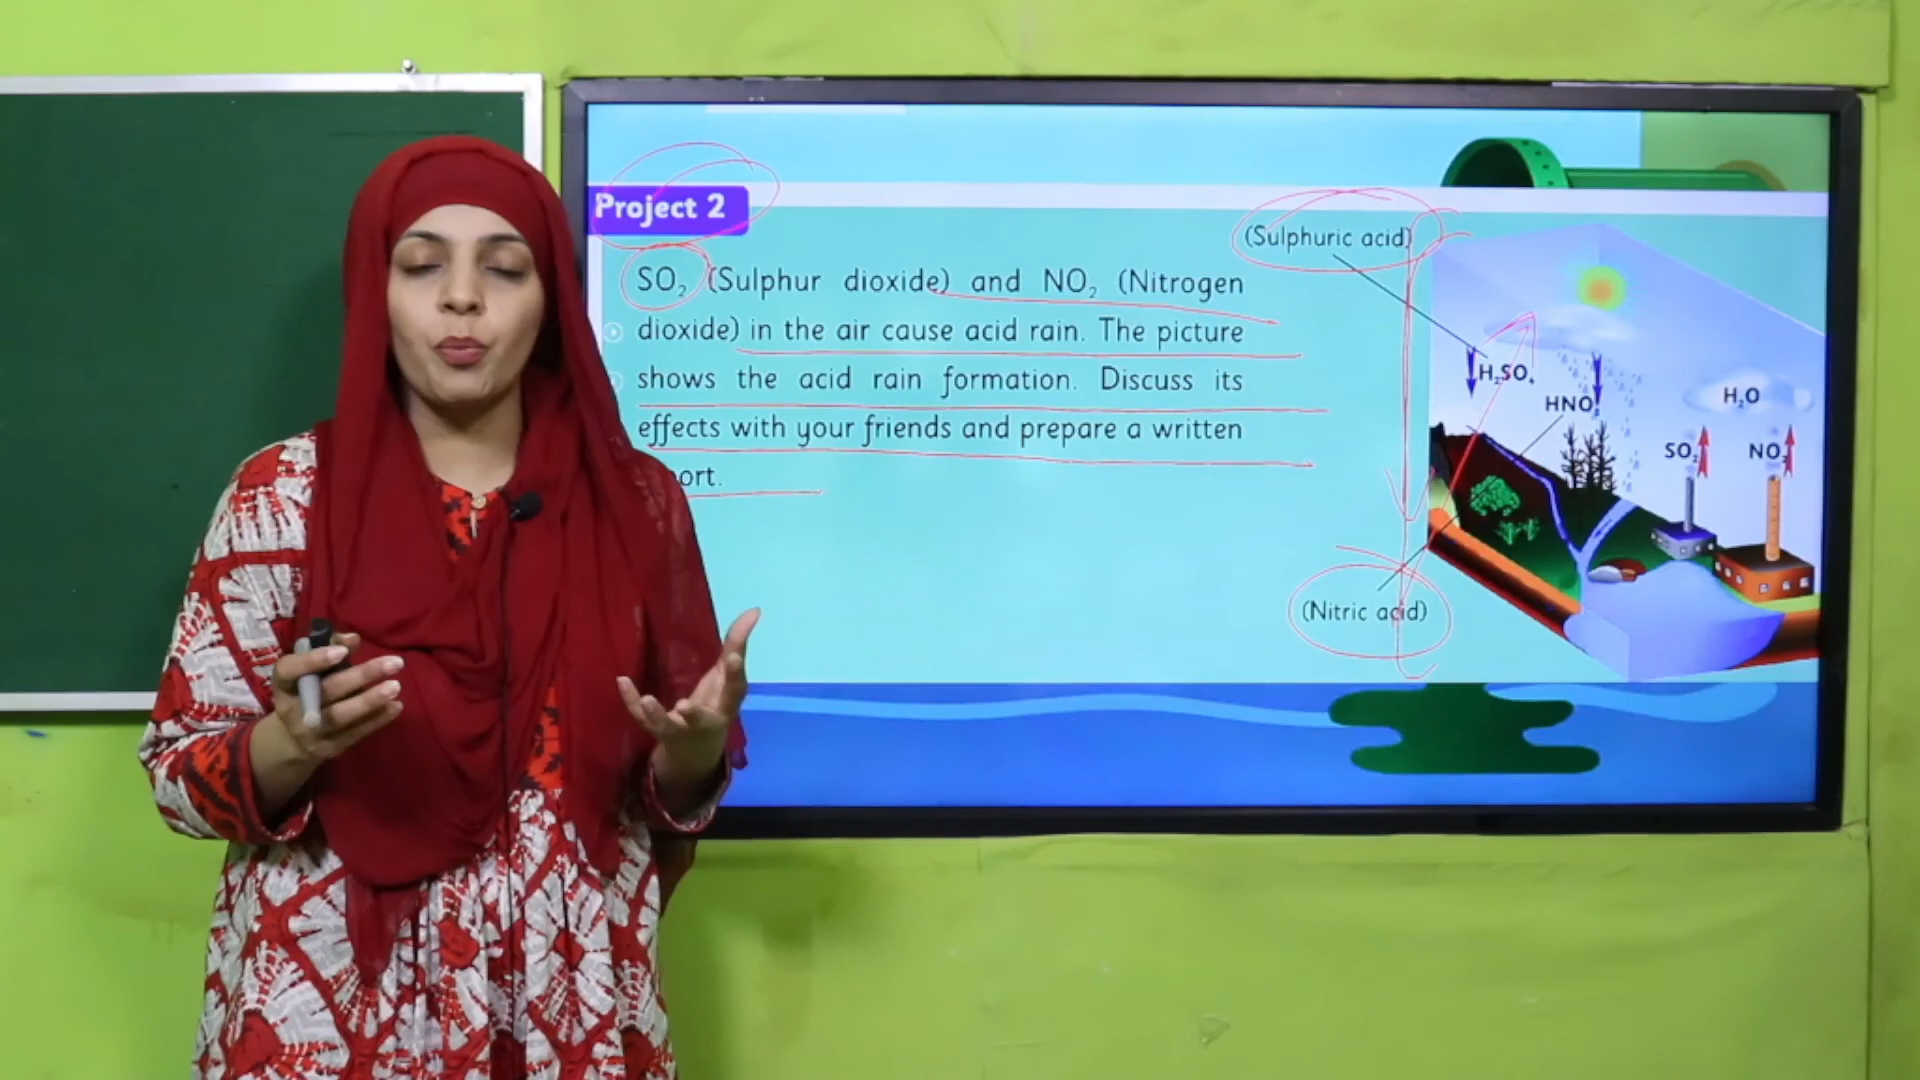 Project 2
SO₂ (Sulphur dioxide) and NO₂ (Nitrogen
dioxide) in the air cause acid rain. The picture
shows the acid rain formation. Discuss its
effects with your friends and prepare a written
ort.
(Sulphuric acid)
H₂SO₄
HNO₃
H₂O
SO₂
NO₂
(Nitric acid)